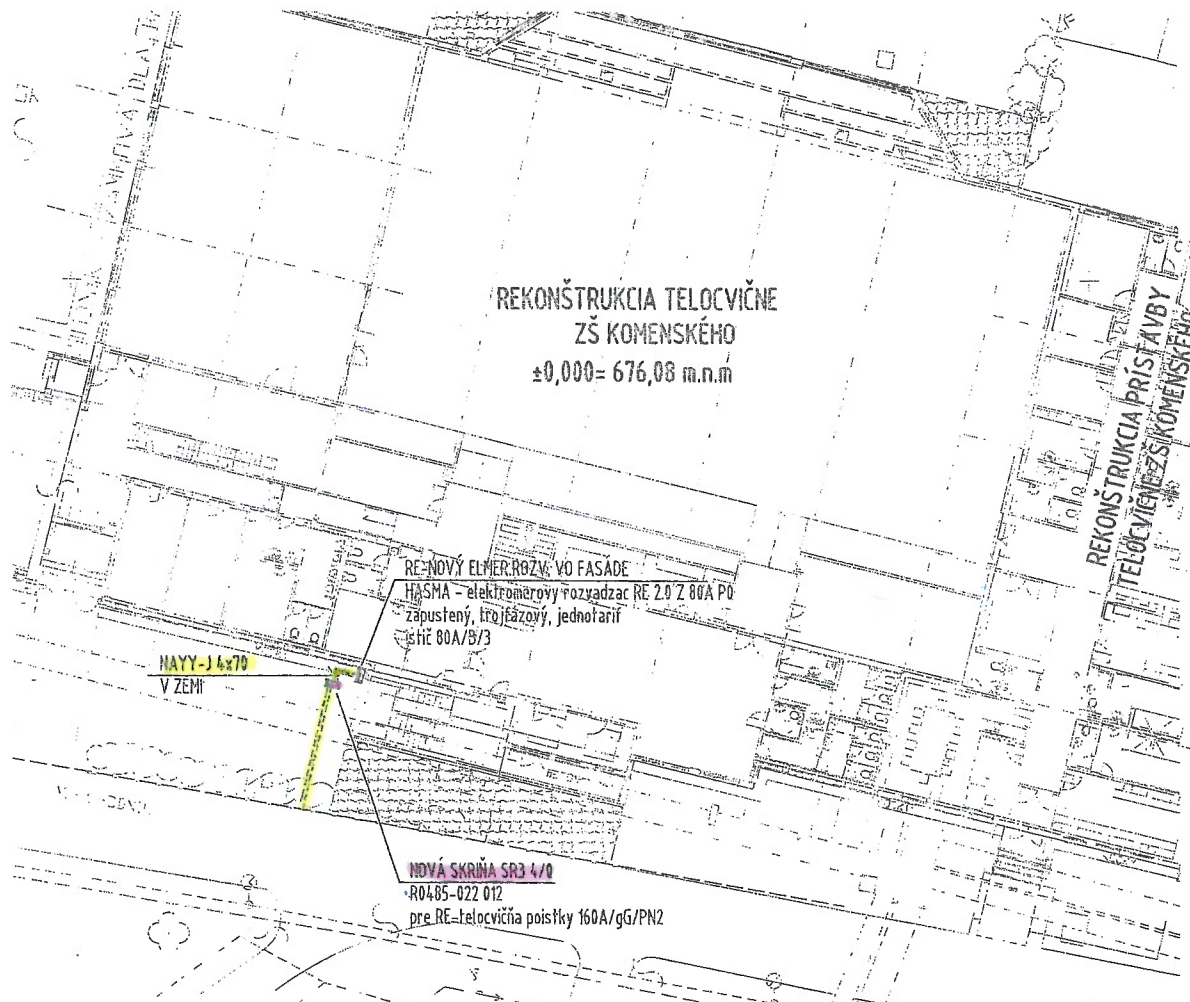 REKONŠTRUKCIA TELOCVIČNE
ZŠ KOMENSKÉHO
±0,000= 676,08 m.n.m
REKONŠTRUKCIA PRÍSTAVBY
TELOCVIČNE ZŠ KOMENSKÉHO
RE-NOVÝ ELMER.ROZV. VO FASÁDE
HASMA - elektromerový rozvadzac RE 2.0 Z 80A P0
zapustený, trojfázový, jednotarif
istič 80A/B/3
NAYY-J 4x70
V ZEMI
NOVÁ SKRIŇA SR3 4/0
R0485-022 012
pre RE-telocvičňa poistky 160A/gG/PN2